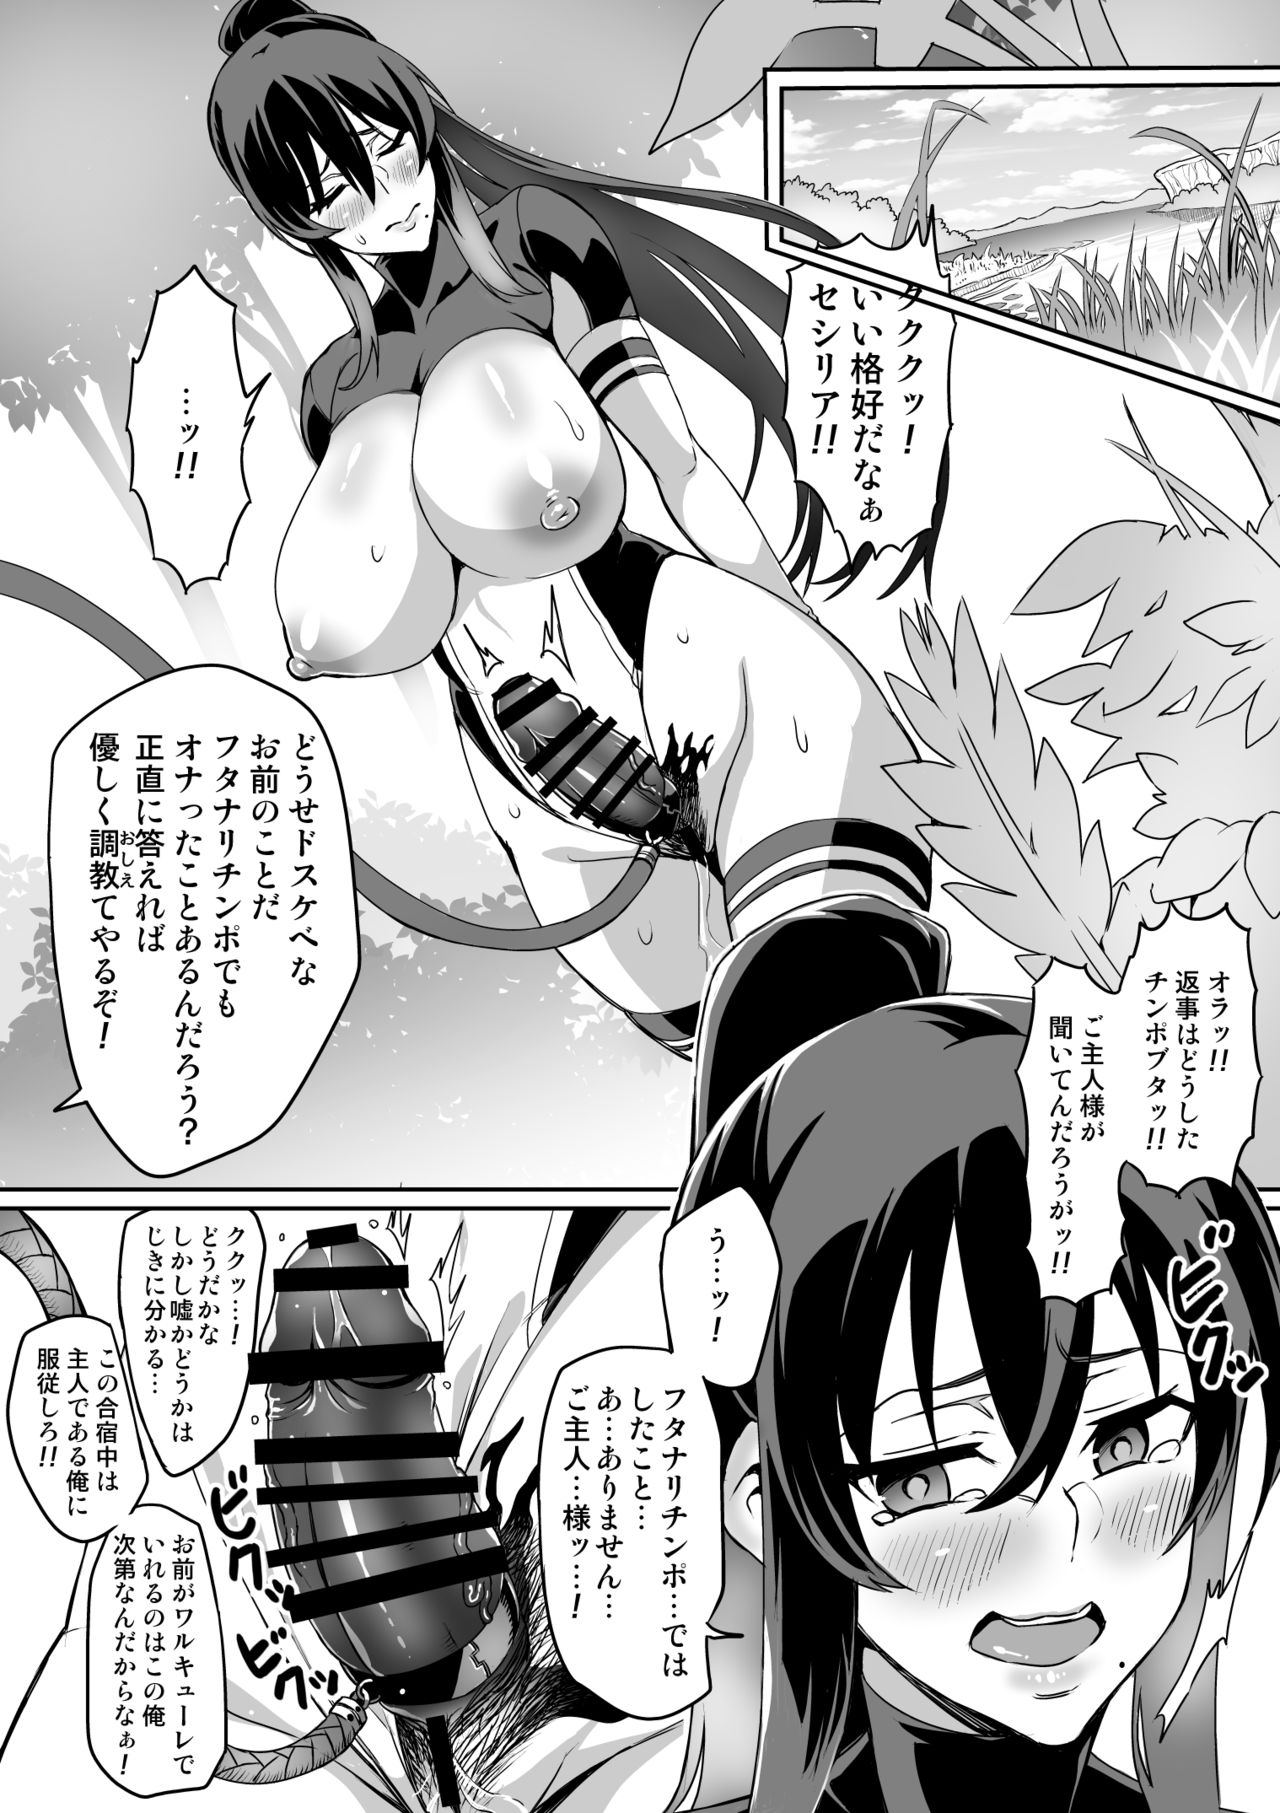 クククッ！
いい格好だなぁ
セシリア!!
…ッ!!
どうせドスケベな
お前のことだ
フタナリチンポでも
オナったことあるんだろう？
正直に答えれば
優しく調教てやるぞ！
おしえ
オラッ!!
返事はどうした
チンポブタッ!!
ご主人様が
聞いてんだろうがッ!!
ビクッ
う…ッ！
フタナリチンポ…では
したこと…
あ…ありません…
ご主人…様ッ…！
ククッ…！
どうだかな
しかし嘘かどうかは
じきに分かる…
この合宿中は
主人である俺に
服従しろ!!
お前がワルキューレで
いれるのはこの俺
次第なんだからなぁ！
ビクッ
ビクッ